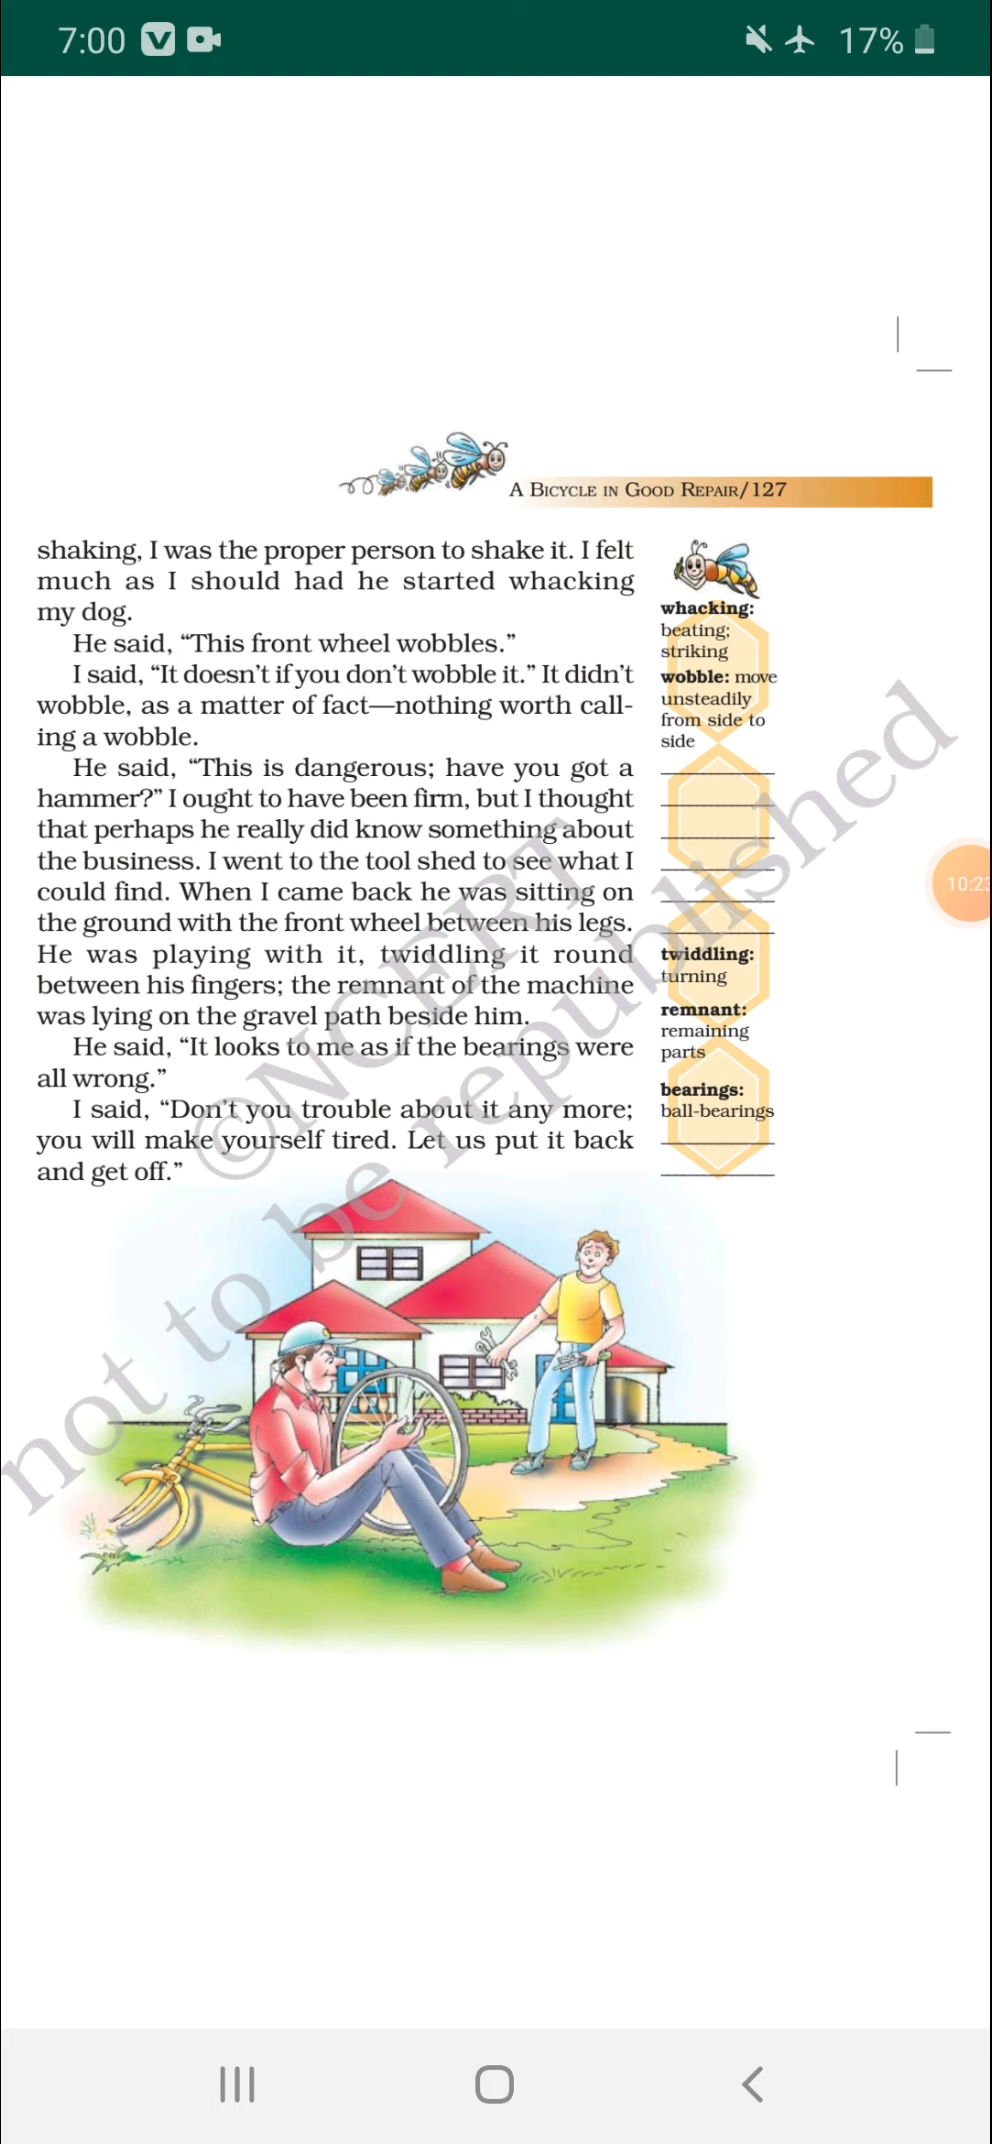 7:00
17%
A BICYCLE IN GOOD REPAIR/127
shaking, I was the proper person to shake it. I felt
much as I should had he started whacking
my dog.
He said, “This front wheel wobbles.”
I said, “It doesn’t if you don’t wobble it.” It didn’t
wobble, as a matter of fact—nothing worth call-
ing a wobble.
He said, “This is dangerous; have you got a
hammer?” I ought to have been firm, but I thought
that perhaps he really did know something about
the business. I went to the tool shed to see what I
could find. When I came back he was sitting on
the ground with the front wheel between his legs.
He was playing with it, twiddling it round
between his fingers; the remnant of the machine
was lying on the gravel path beside him.
He said, “It looks to me as if the bearings were
all wrong.”
I said, “Don’t you trouble about it any more;
you will make yourself tired. Let us put it back
and get off.”
whacking:
beating;
striking
wobble: move
unsteadily
from side to
side
twiddling:
turning
remnant:
remaining
parts
bearings:
ball-bearings
©NCERT
not to be republished